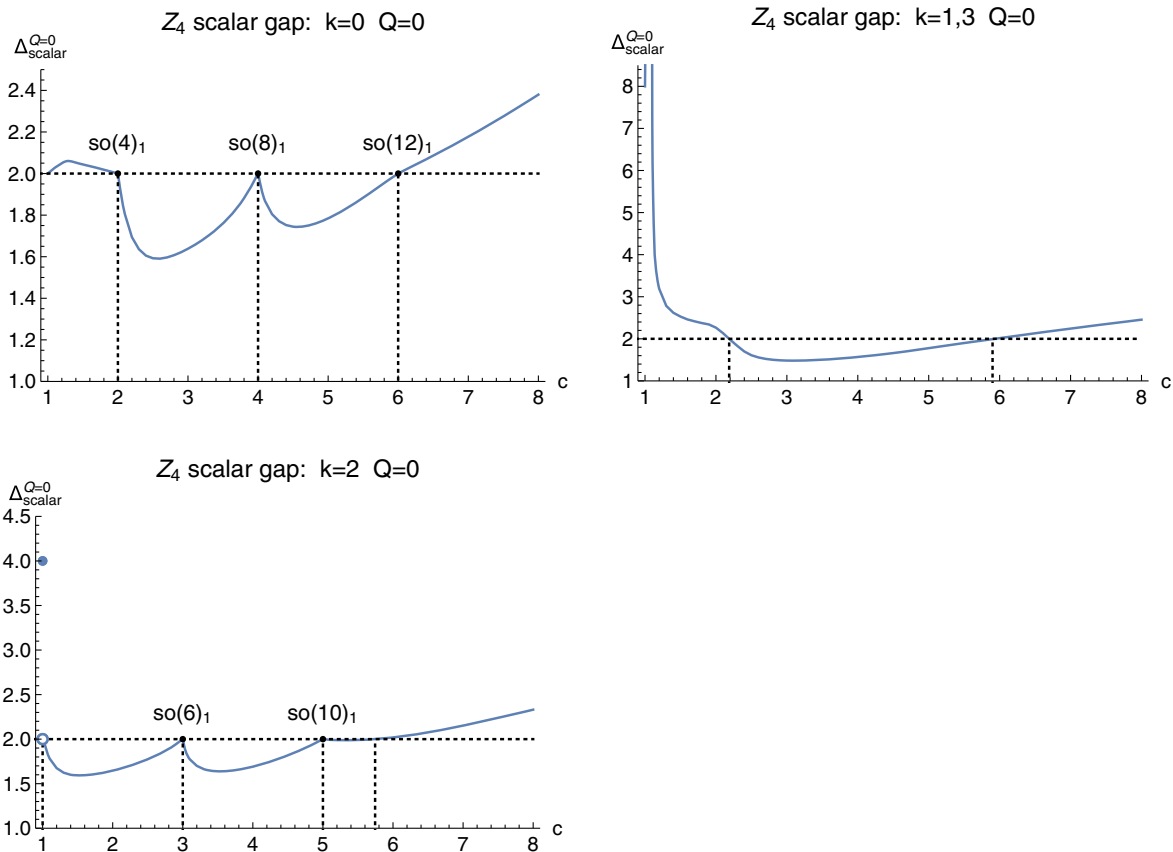 Z₄ scalar gap: k=0 Q=0
Δ^{Q=0}_{scalar}
2.4
2.2
so(4)₁ so(8)₁ so(12)₁
2.0
1.8
1.6
1.4
1.2
1.0
1 2 3 4 5 6 7 8 c
Z₄ scalar gap: k=1,3 Q=0
Δ^{Q=0}_{scalar}
8
7
6
5
4
3
2
1
1 2 3 4 5 6 7 8 c
Z₄ scalar gap: k=2 Q=0
Δ^{Q=0}_{scalar}
4.5
4.0
3.5
3.0
2.5
so(6)₁ so(10)₁
2.0
1.5
1.0
1 2 3 4 5 6 7 8 c